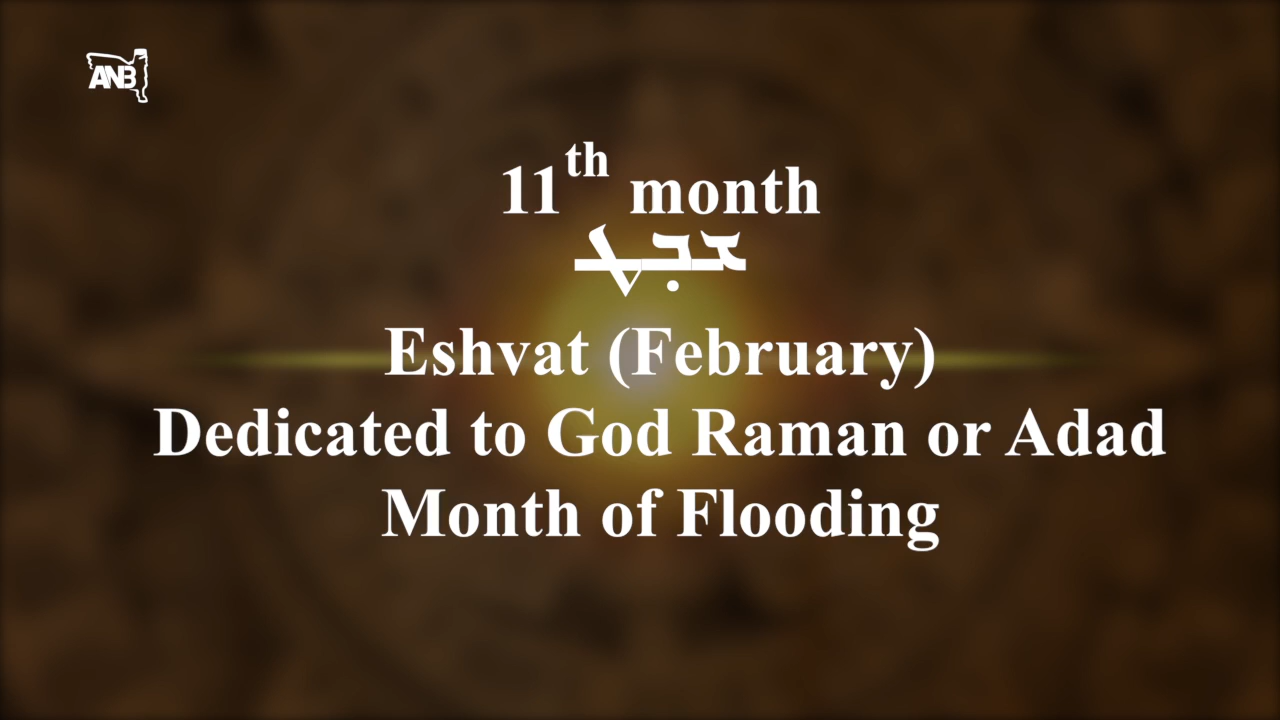 ANB
11th month
ܫܒܛ
Eshvat (February)
Dedicated to God Raman or Adad
Month of Flooding